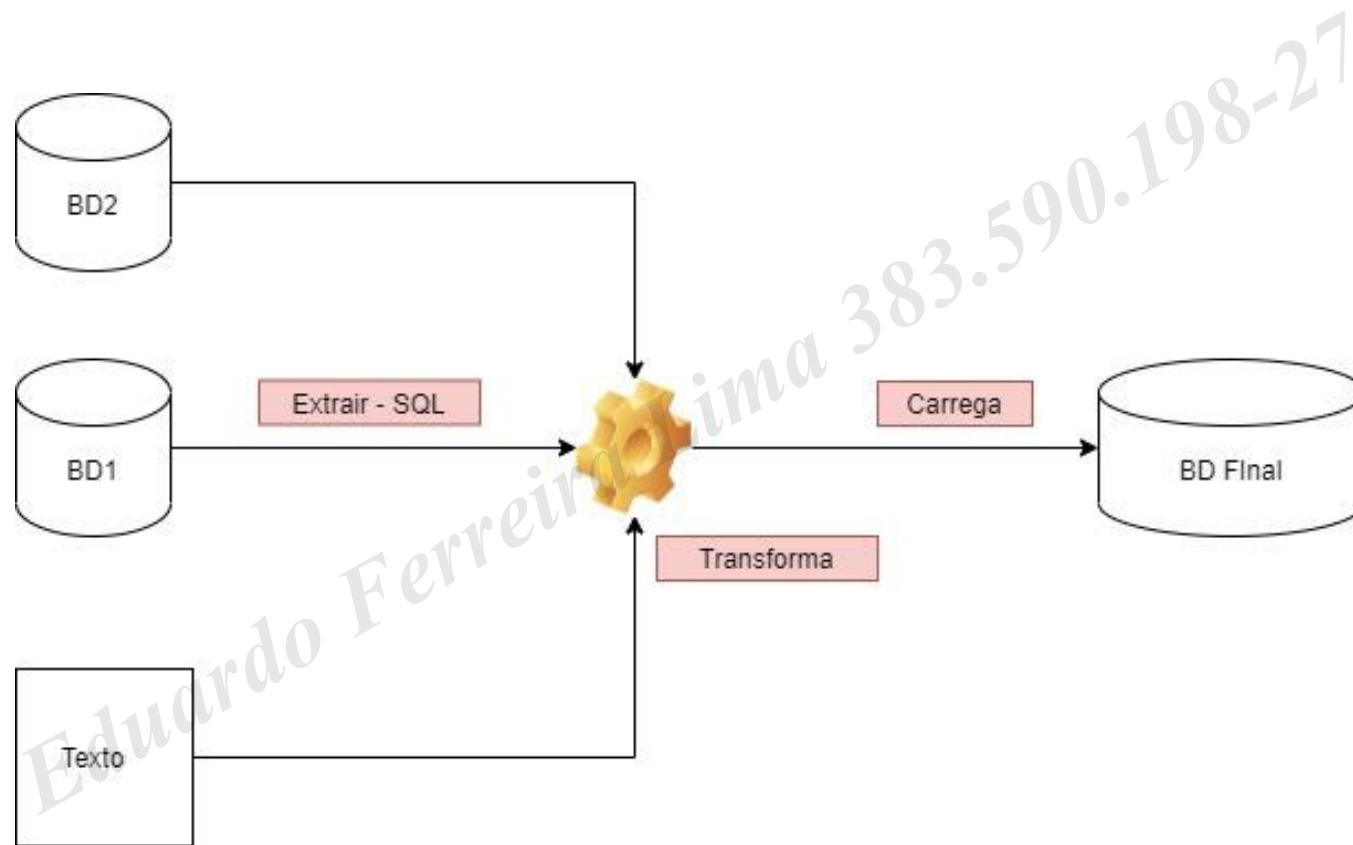 BD2
Extrair - SQL
Carrega
BD1
BD FInal
Transforma
Texto
Eduardo Ferreira Lima 383.590.198-27